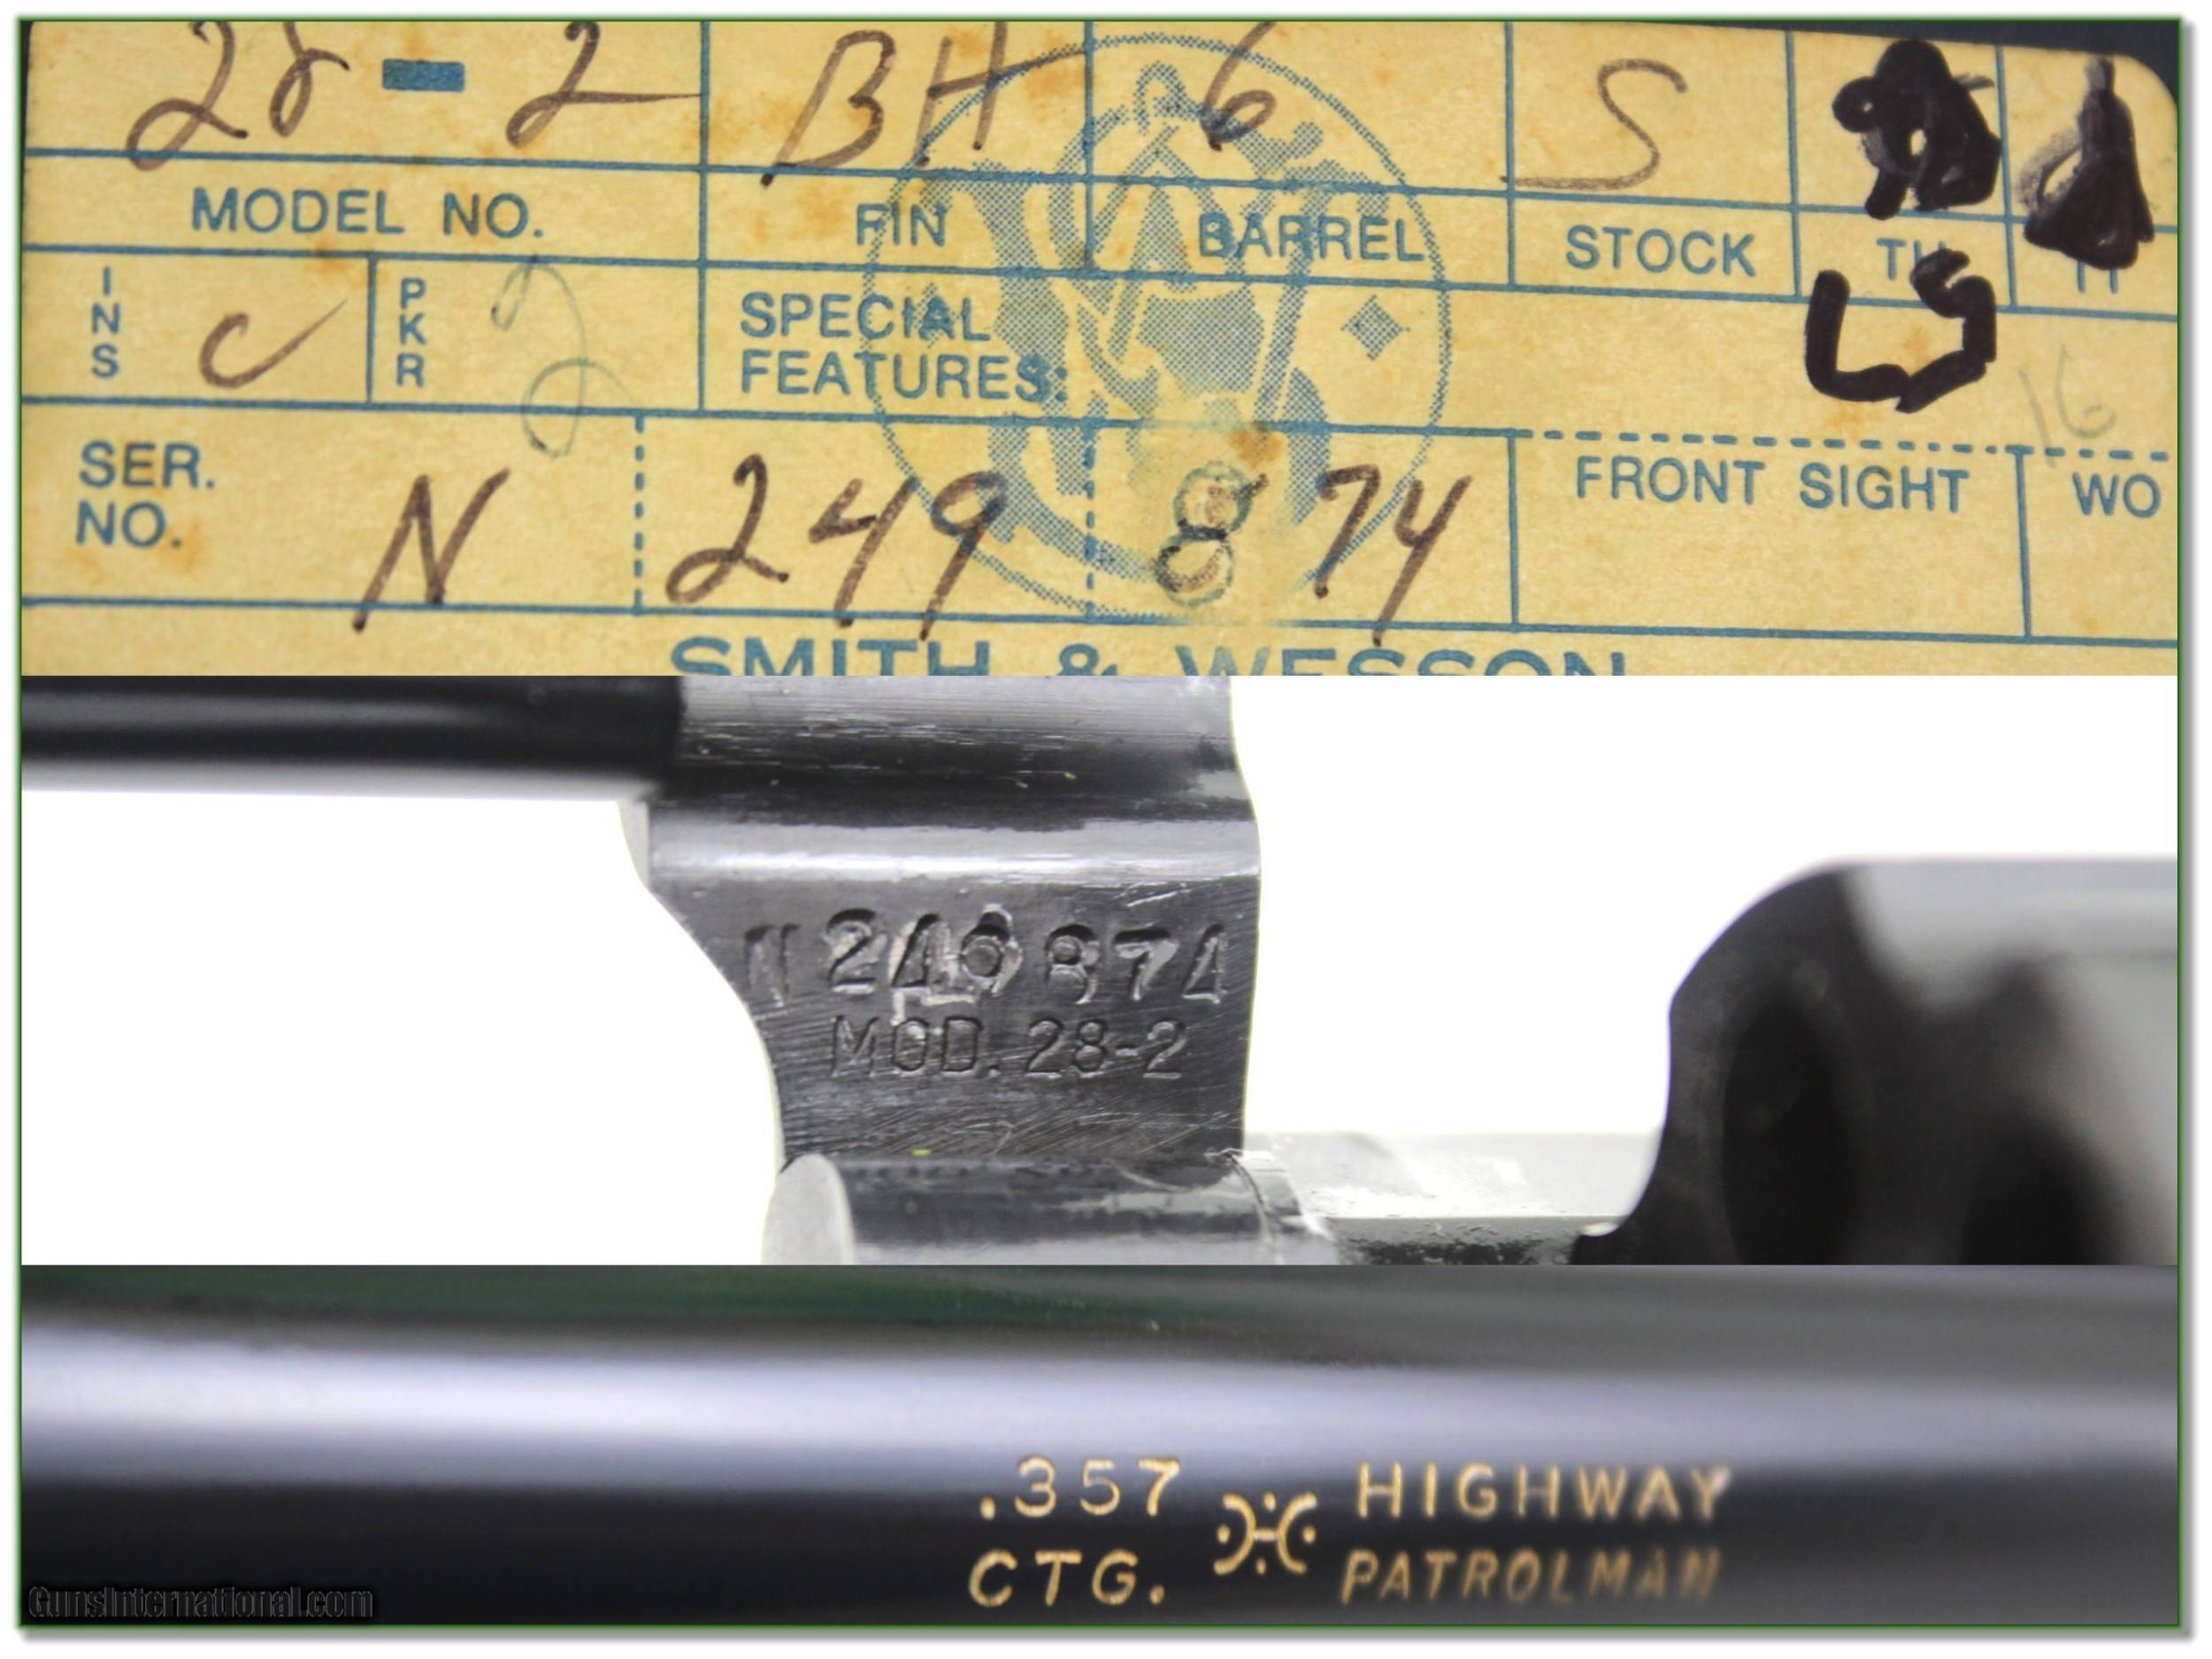 28-2 BH 6 S
MODEL NO. FIN BARREL STOCK
INS C PKR 2 SPECIAL
FEATURES:
LS
16
SER.
NO. N 249 874 FRONT SIGHT WO
SMITH & WESSON
N249874
MOD. 28-2
.357 HIGHWAY
CTG. PATROLMAN
GunsInternational.com